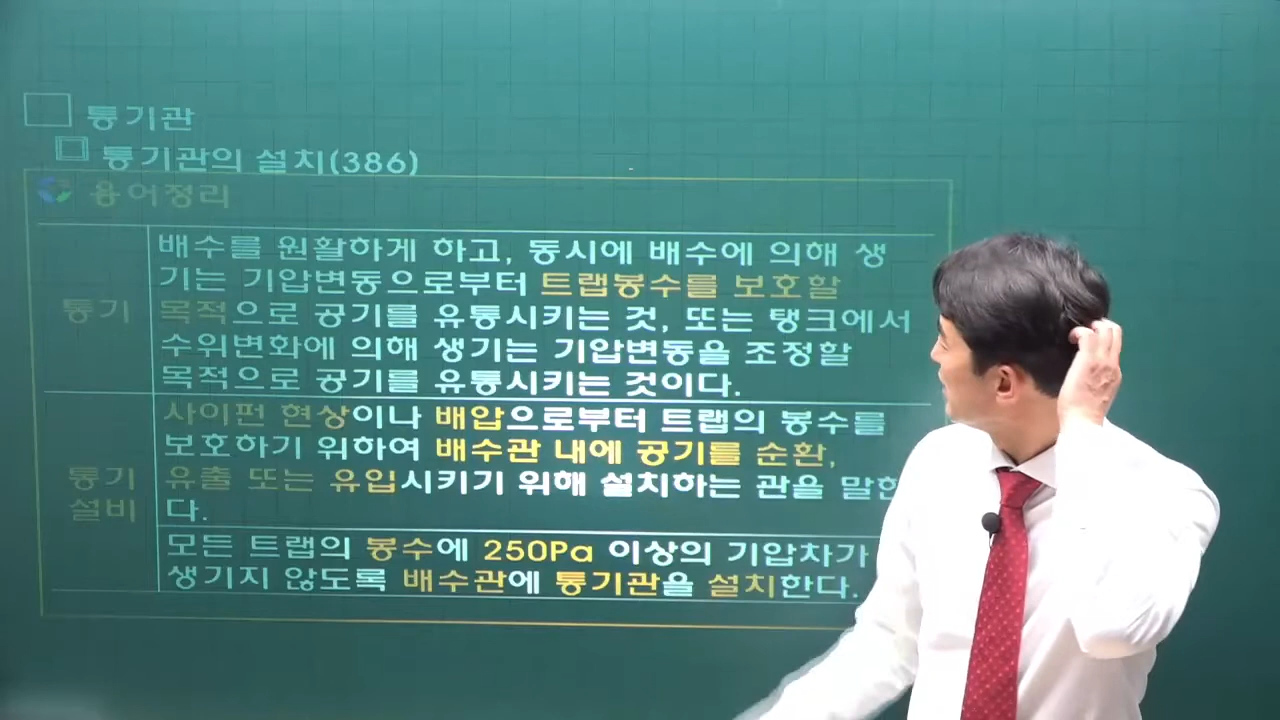 통기관
통기관의 설치(386)
용어정리
통기
배수를 원활하게 하고, 동시에 배수에 의해 생
기는 기압변동으로부터 트랩봉수를 보호할
목적으로 공기를 유통시키는 것, 또는 탱크에서
수위변화에 의해 생기는 기압변동을 조정할
목적으로 공기를 유통시키는 것이다.
통기
설비
사이펀 현상이나 배압으로부터 트랩의 봉수를
보호하기 위하여 배수관 내에 공기를 순환,
유출 또는 유입시키기 위해 설치하는 관을 말한
다.
모든 트랩의 봉수에 250Pa 이상의 기압차가
생기지 않도록 배수관에 통기관을 설치한다.